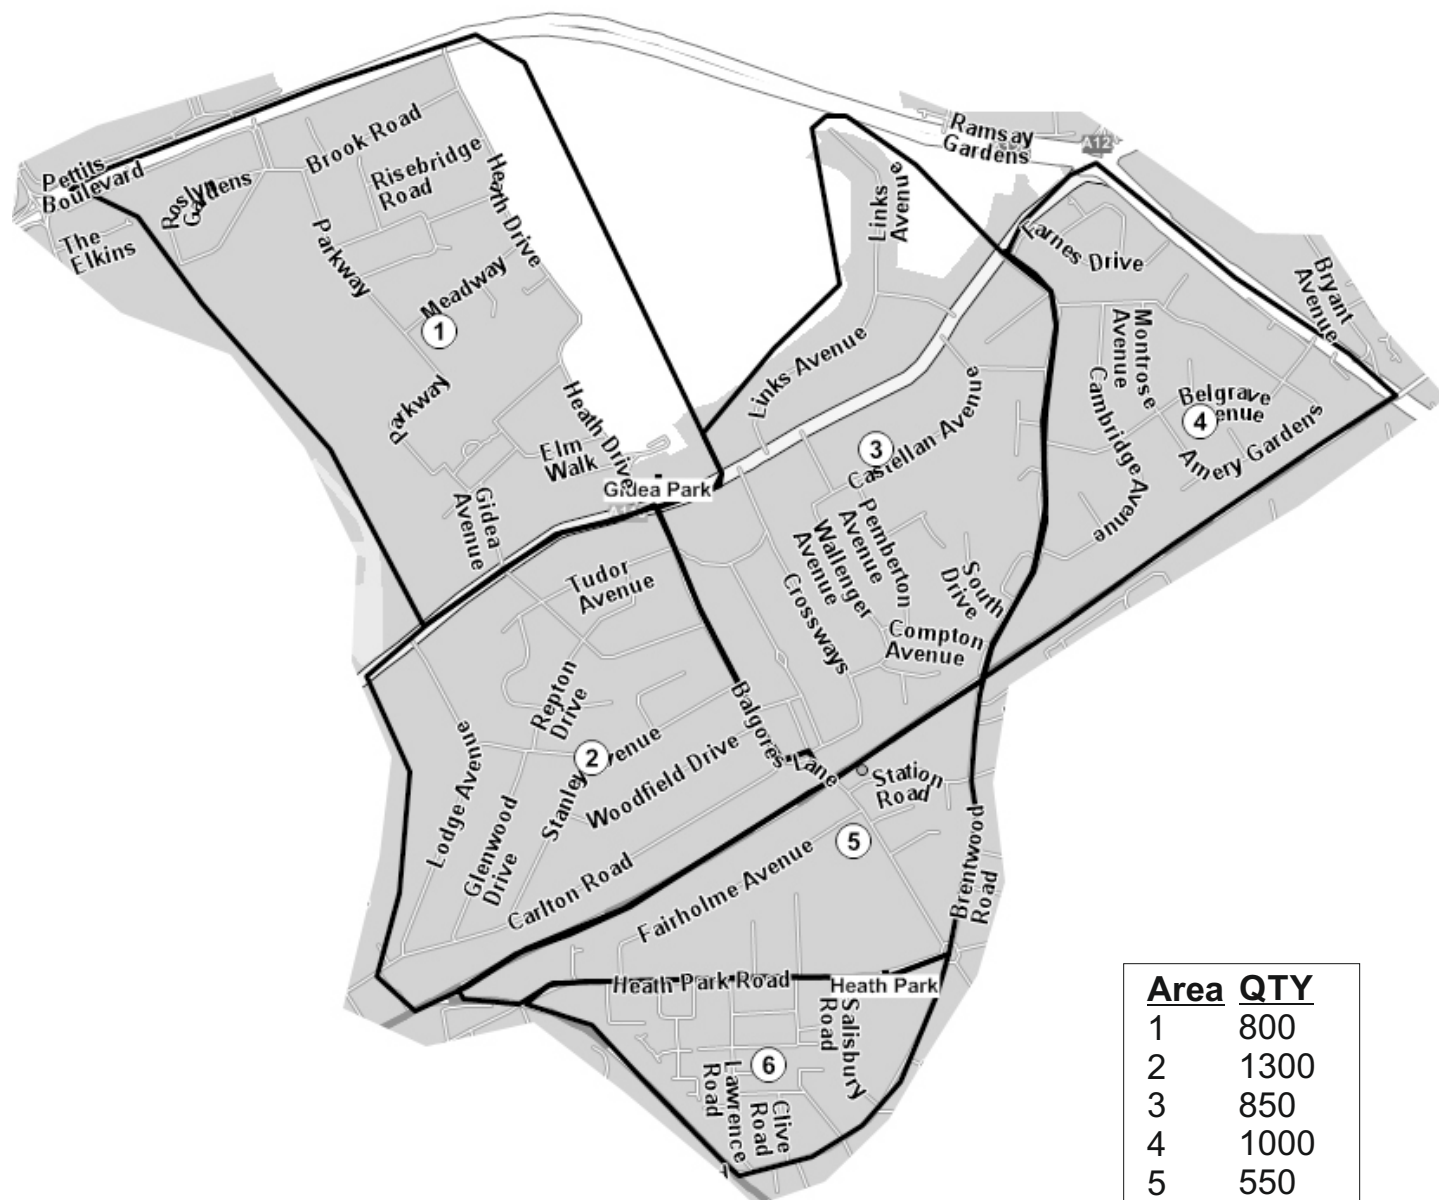 Pettits
Boulevard
The
Elkins
Roslyn
Gardens
Brook Road
Risebridge
Road
Heath Drive
Parkway
Meadway
1
Parkway
Heath Drive
Elm
Walk
Gidea
Avenue
Gidea Park
Ramsay
Gardens
A12
Links
Avenue
Links Avenue
Eames Drive
Bryant
Avenue
Montrose
Avenue
Cambridge Avenue
Belgrave
enue
4
Amery Gardens
3
Castellan Avenue
Pemberton
Avenue
Wallenger
Avenue
South
Drive
Crossways
Compton
Avenue
Tudor
Avenue
Repton
Drive
Balgores
Lane
Lodge Avenue
2
Stanley
enue
Woodfield Drive
Glenwood
Drive
Carlton Road
Station
Road
5
Fairholme Avenue
Brentwood
Road
Heath Park Road
Heath Park
Salisbury
Road
6
Lawrence
Road
Clive
Road
Area QTY
1 800
2 1300
3 850
4 1000
5 550